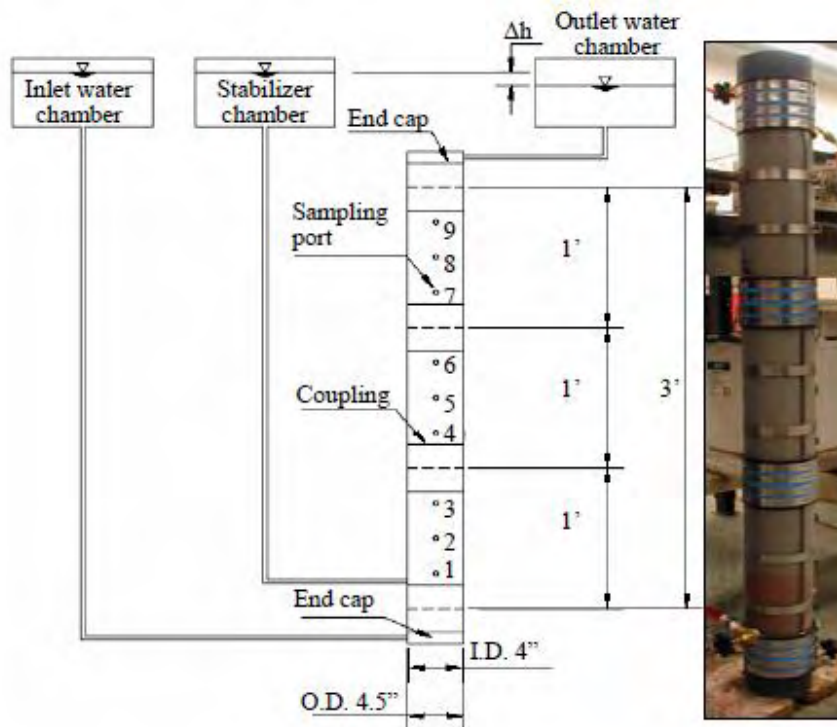 Δh
Outlet water
chamber
Inlet water
chamber
Stabilizer
chamber
End cap
Sampling
port
9
8
7
1’
6
5
4
Coupling
1’
3’
3
2
1
1’
End cap
I.D. 4”
O.D. 4.5”